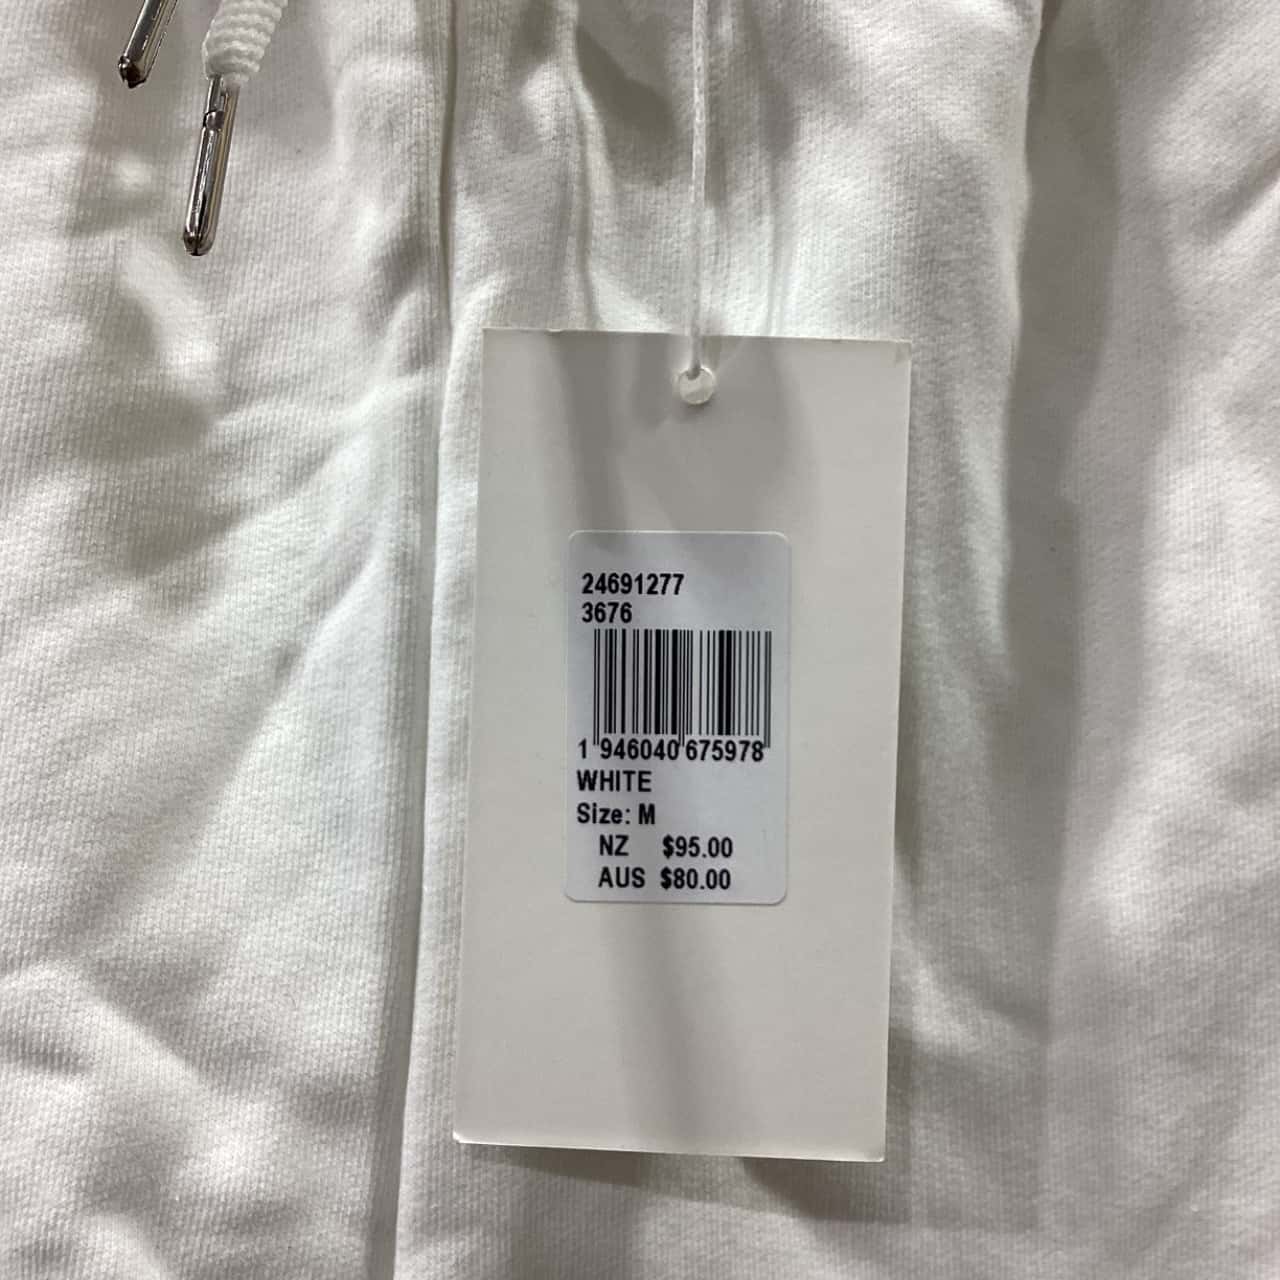 24691277
3676
1 946040 675978
WHITE
Size: M
NZ $95.00
AUS $80.00